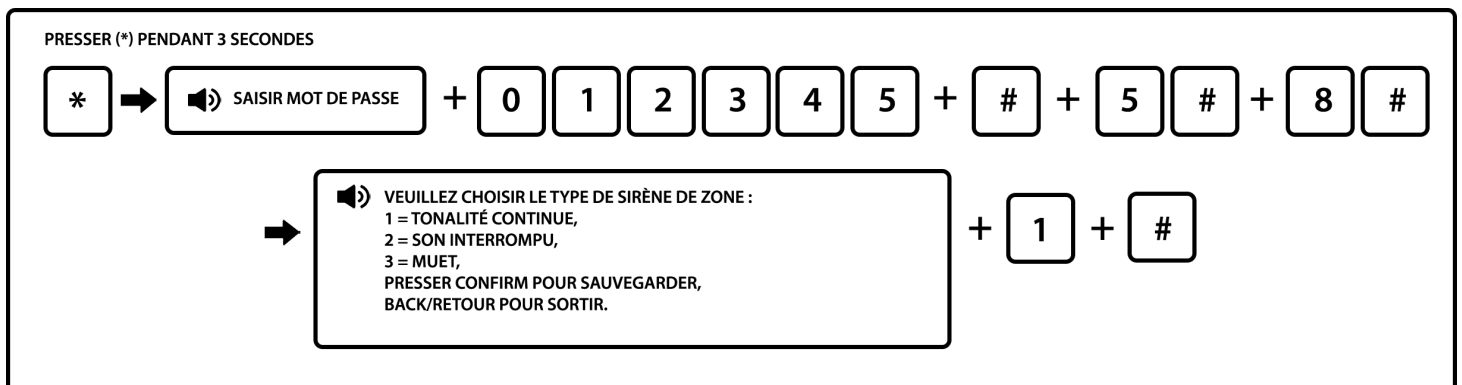 PRESSER (*) PENDANT 3 SECONDES
* SAISIR MOT DE PASSE + 0 1 2 3 4 5 + # + 5 # + 8 #
VEUILLEZ CHOISIR LE TYPE DE SIRÈNE DE ZONE :
1 = TONALITÉ CONTINUE,
2 = SON INTERROMPU,
3 = MUET,
PRESSER CONFIRM POUR SAUVEGARDER,
BACK/RETOUR POUR SORTIR.
+ 1 + #